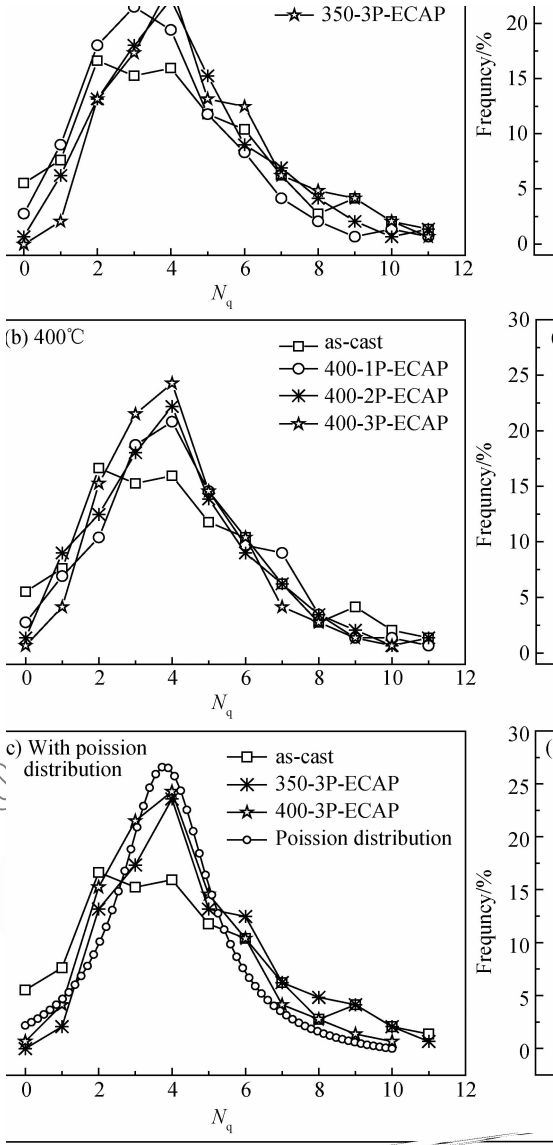 350-3P-ECAP
Frequncy/%
20
15
10
5
0
0 2 4 6 8 10 12
Nq
(b) 400℃
as-cast
400-1P-ECAP
400-2P-ECAP
400-3P-ECAP
Frequncy/%
30
25
20
15
10
5
0
0 2 4 6 8 10 12
Nq
c) With poission
distribution
as-cast
350-3P-ECAP
400-3P-ECAP
Poission distribution
Frequncy/%
30
25
20
15
10
5
0
0 2 4 6 8 10 12
Nq